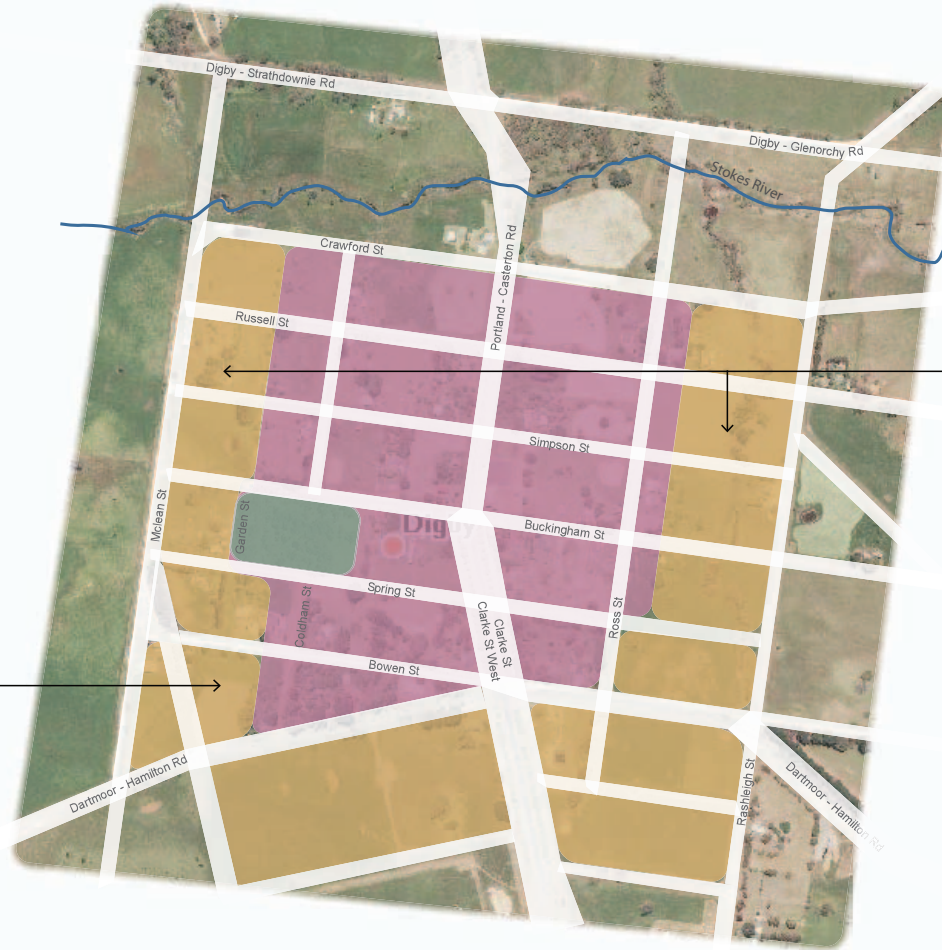 Digby - Strathdownie Rd
Digby - Glenorchy Rd
Stokes River
Crawford St
Portland - Casterton Rd
Russell St
Simpson St
Mclean St
Garden St
Digby
Buckingham St
Spring St
Coldham St
Ross St
Clarke St
Clarke St West
Bowen St
Dartmoor - Hamilton Rd
Rashleigh St
Dartmoor - Hamilton Rd